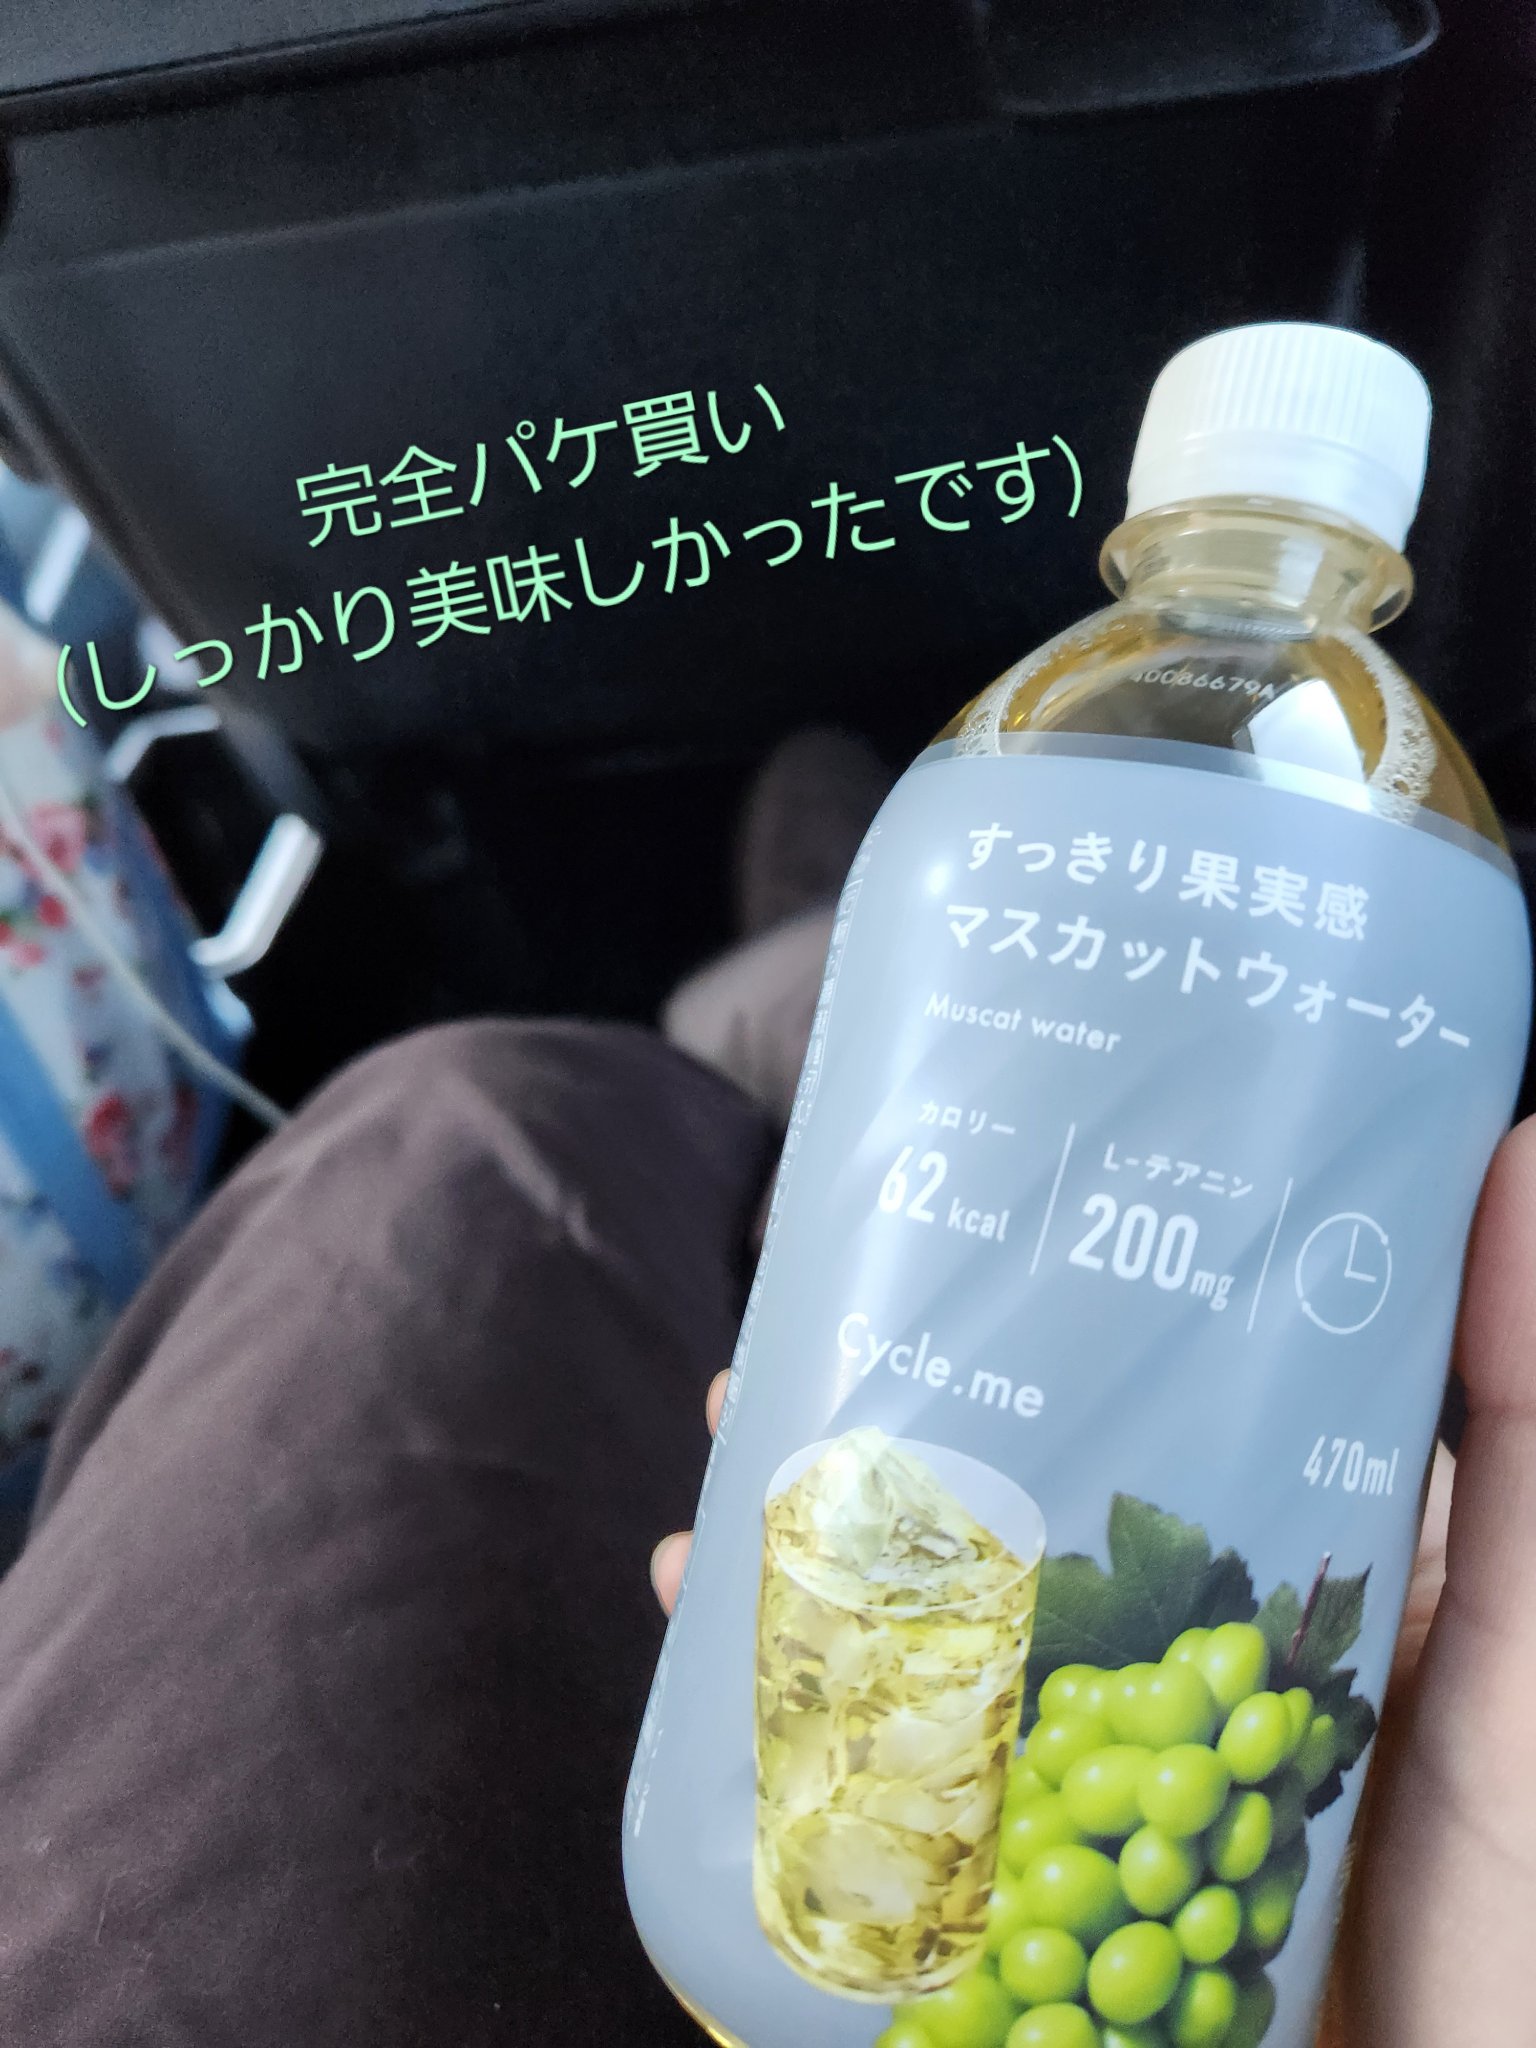 完全パケ買い
(しっかり美味しかったです)
すっきり果実感
マスカットウォーター
Muscat water
カロリー
62 kcal
L-テアニン
200mg
Cycle.me
470ml